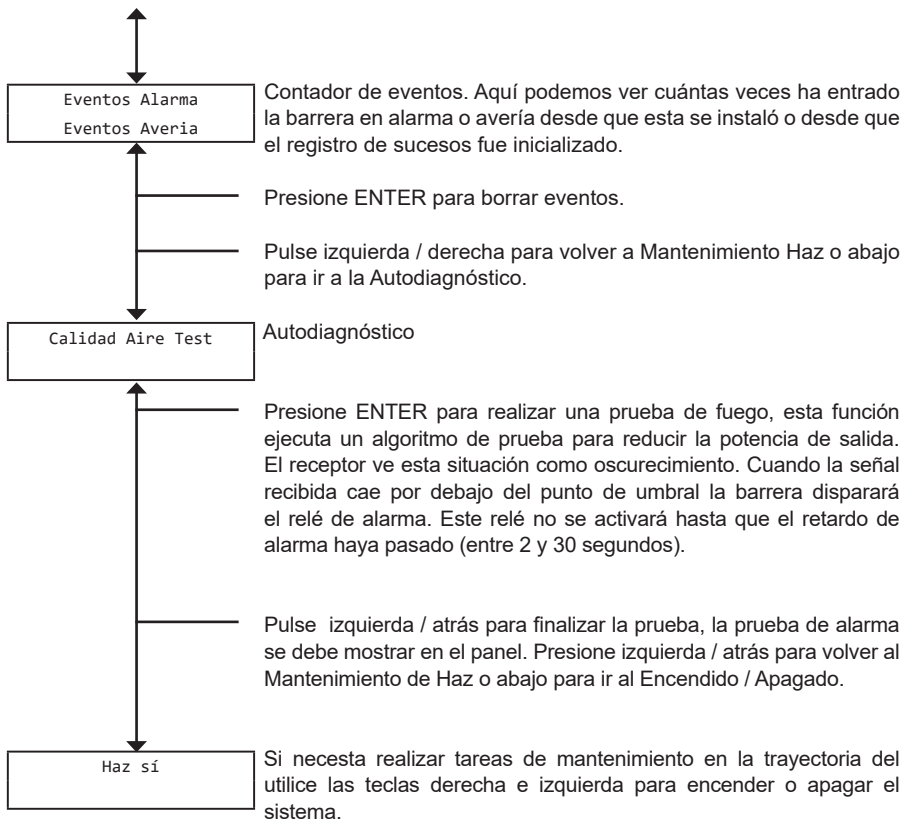 Eventos Alarma
Eventos Averia
Contador de eventos. Aquí podemos ver cuántas veces ha entrado
la barrera en alarma o avería desde que esta se instaló o desde que
el registro de sucesos fue inicializado.
Presione ENTER para borrar eventos.
Pulse izquierda / derecha para volver a Mantenimiento Haz o abajo
para ir a la Autodiagnóstico.
Calidad Aire Test
Autodiagnóstico
Presione ENTER para realizar una prueba de fuego, esta función
ejecuta un algoritmo de prueba para reducir la potencia de salida.
El receptor ve esta situación como oscurecimiento. Cuando la señal
recibida cae por debajo del punto de umbral la barrera disparará
el relé de alarma. Este relé no se activará hasta que el retardo de
alarma haya pasado (entre 2 y 30 segundos).
Pulse izquierda / atrás para finalizar la prueba, la prueba de alarma
se debe mostrar en el panel. Presione izquierda / atrás para volver al
Mantenimiento de Haz o abajo para ir al Encendido / Apagado.
Haz sí
Si necesta realizar tareas de mantenimiento en la trayectoria del
utilice las teclas derecha e izquierda para encender o apagar el
sistema.